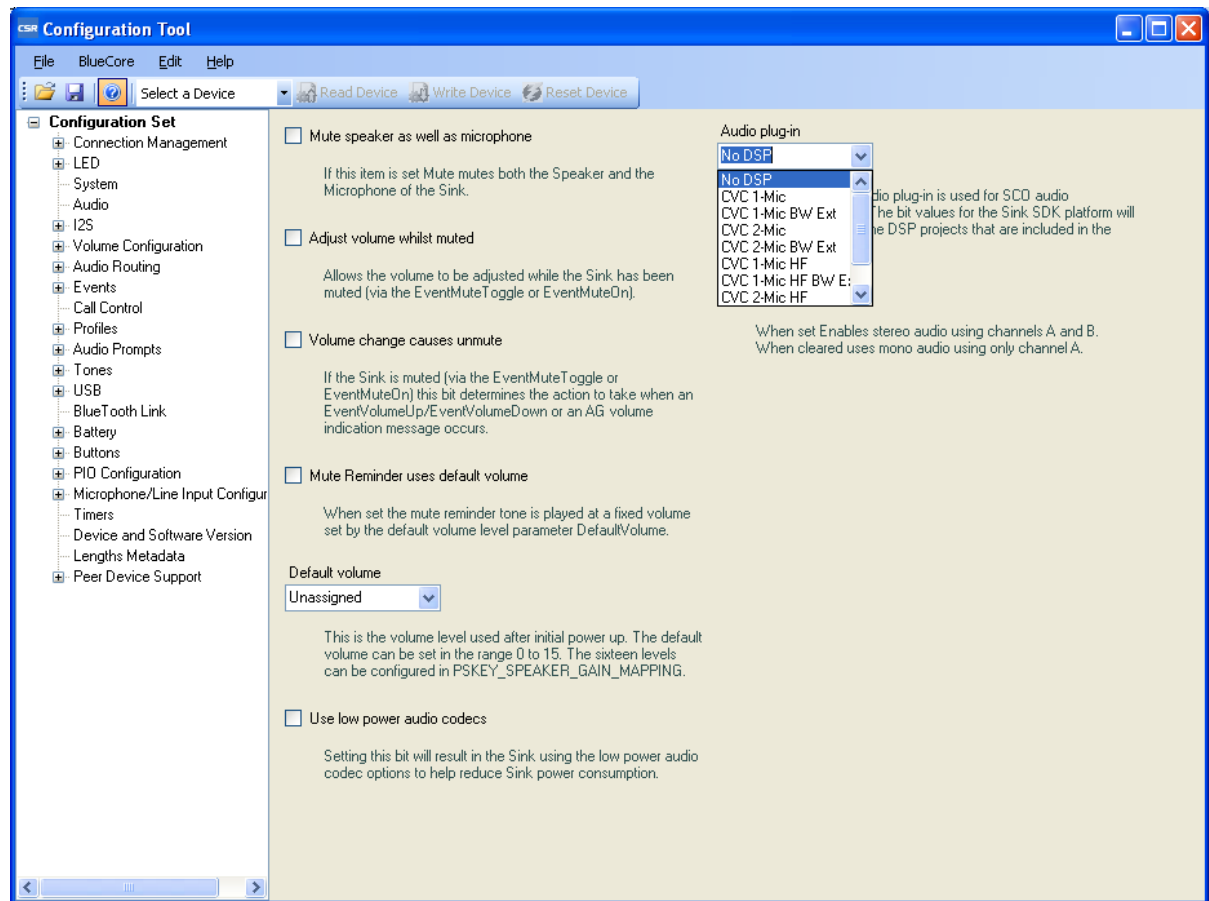 CSR Configuration Tool
File BlueCore Edit Help
Select a Device Read Device Write Device Reset Device
Configuration Set
Connection Management
LED
System
Audio
I2S
Volume Configuration
Audio Routing
Events
Call Control
Profiles
Audio Prompts
Tones
USB
BlueTooth Link
Battery
Buttons
PIO Configuration
Microphone/Line Input Configur
Timers
Device and Software Version
Lengths Metadata
Peer Device Support
Mute speaker as well as microphone
If this item is set Mute mutes both the Speaker and the
Microphone of the Sink.
Adjust volume whilst muted
Allows the volume to be adjusted while the Sink has been
muted (via the EventMuteToggle or EventMuteOn).
Volume change causes unmute
If the Sink is muted (via the EventMuteToggle or
EventMuteOn) this bit determines the action to take when an
EventVolumeUp/EventVolumeDown or an AG volume
indication message occurs.
Mute Reminder uses default volume
When set the mute reminder tone is played at a fixed volume
set by the default volume level parameter DefaultVolume.
Default volume
Unassigned
This is the volume level used after initial power up. The default
volume can be set in the range 0 to 15. The sixteen levels
can be configured in PSKEY_SPEAKER_GAIN_MAPPING.
Use low power audio codecs
Setting this bit will result in the Sink using the low power audio
codec options to help reduce Sink power consumption.
Audio plug-in
No DSP
No DSP
CVC 1-Mic
CVC 1-Mic BW Ext
CVC 2-Mic
CVC 2-Mic BW Ext
CVC 1-Mic HF
CVC 1-Mic HF BW E
CVC 2-Mic HF
dio plug-in is used for SCO audio
The bit values for the Sink SDK platform will
e DSP projects that are included in the
When set Enables stereo audio using channels A and B.
When cleared uses mono audio using only channel A.